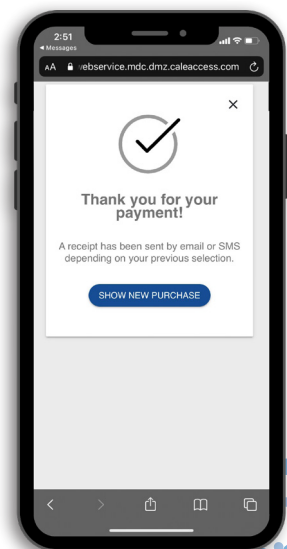 2:51
Messages
AA vebservice.mdc.dmz.caleaccess.com
Thank you for your
payment!
A receipt has been sent by email or SMS
depending on your previous selection.
SHOW NEW PURCHASE